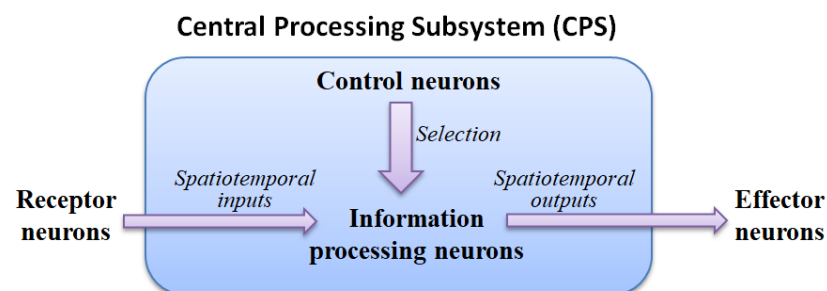 Central Processing Subsystem (CPS)
Control neurons
Selection
Spatiotemporal
inputs
Spatiotemporal
outputs
Receptor
neurons
Information
processing neurons
Effector
neurons